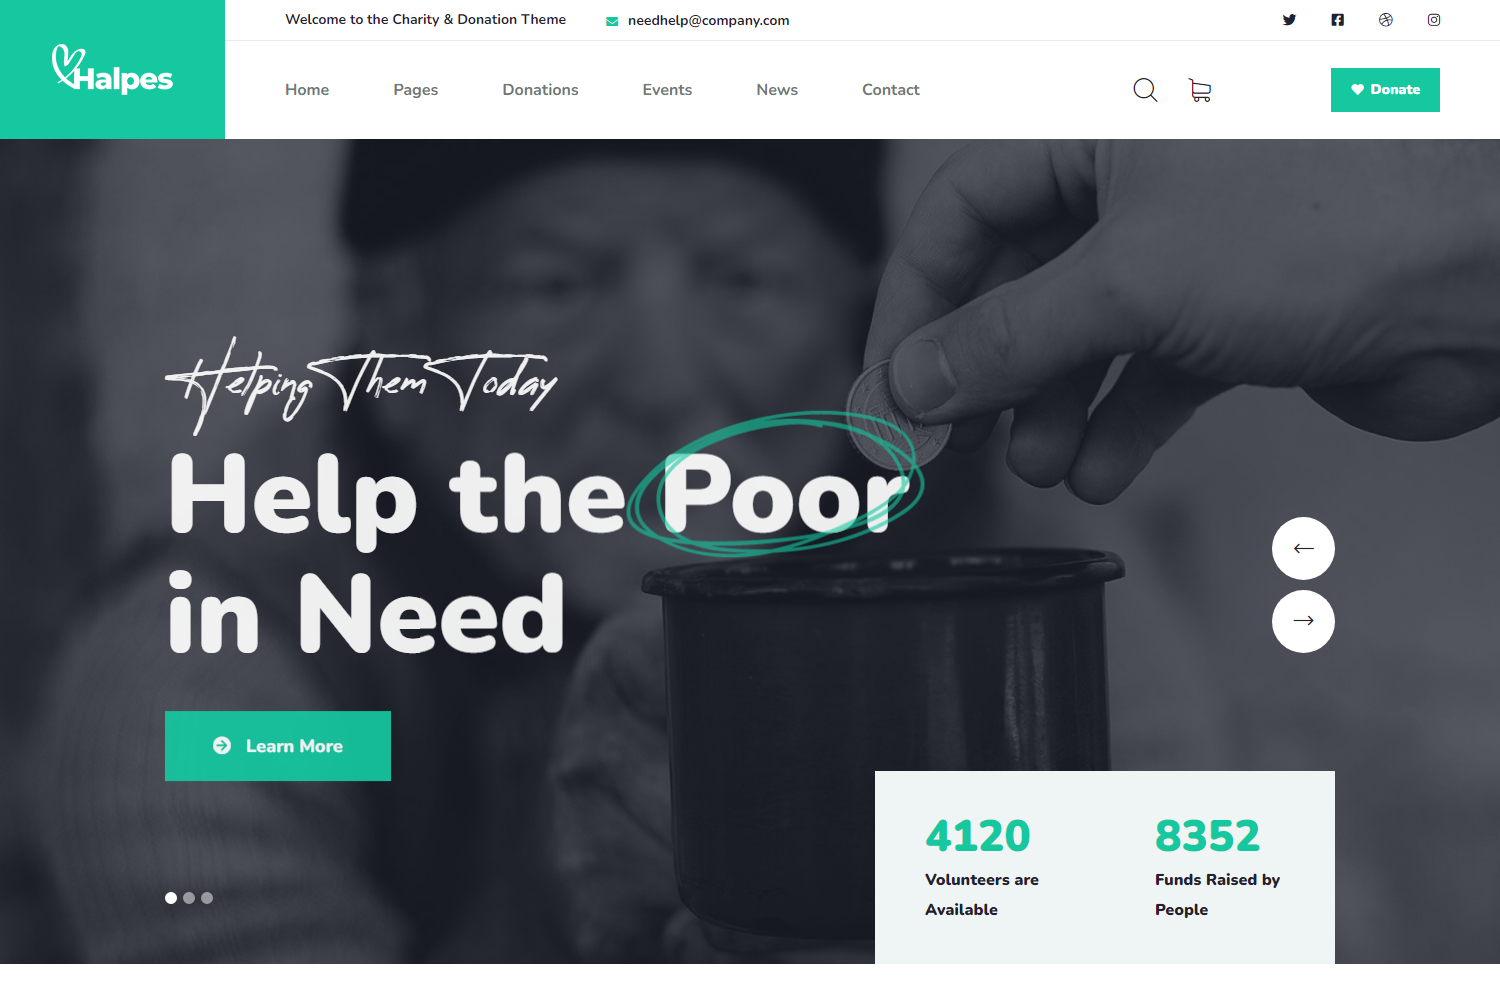 Welcome to the Charity & Donation Theme
needhelp@company.com
Halpes
Home
Pages
Donations
Events
News
Contact
Donate
Helping Them Today
Help the Poor
in Need
Learn More
4120
Volunteers are
Available
8352
Funds Raised by
People